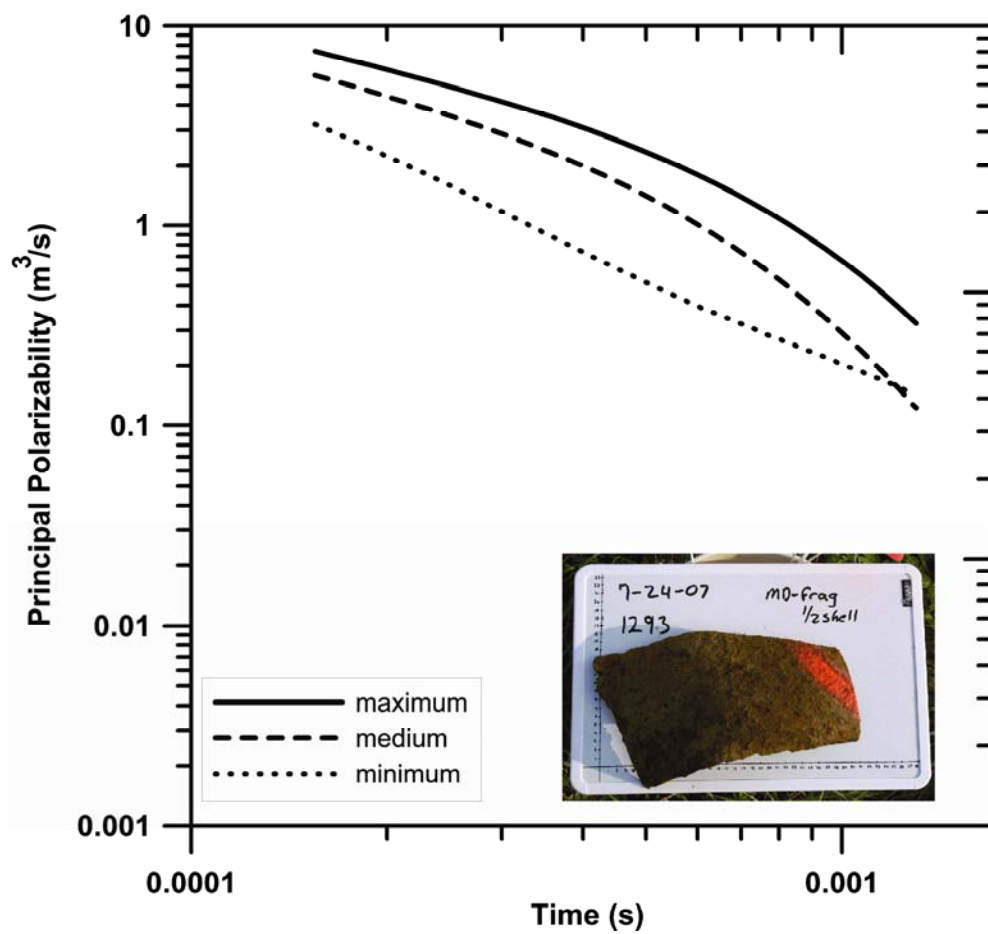 10
1
0.1
0.01
0.001
Principal Polarizability (m³/s)
maximum
medium
minimum
7-24-07
1293
MD-frag
1/2 shell
0.0001
0.001
Time (s)